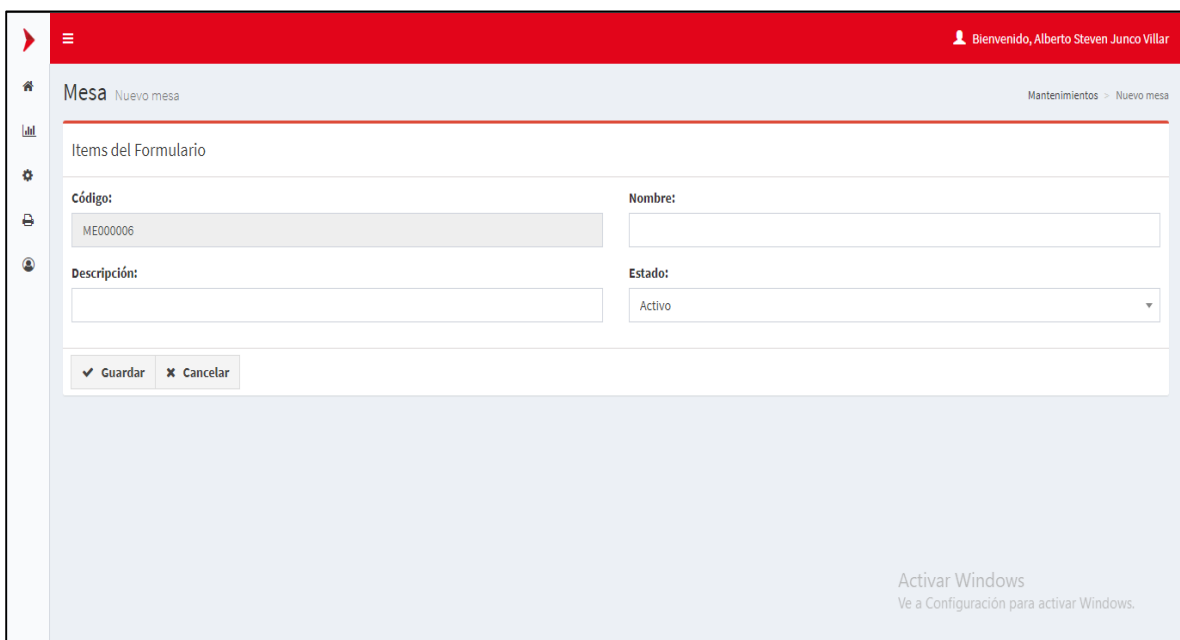 Bienvenido, Alberto Steven Junco Villar
Mesa Nuevo mesa
Mantenimientos > Nuevo mesa
Items del Formulario
Código:
Nombre:
ME000006
Descripción:
Estado:
Activo
Guardar
Cancelar
Activar Windows
Ve a Configuración para activar Windows.